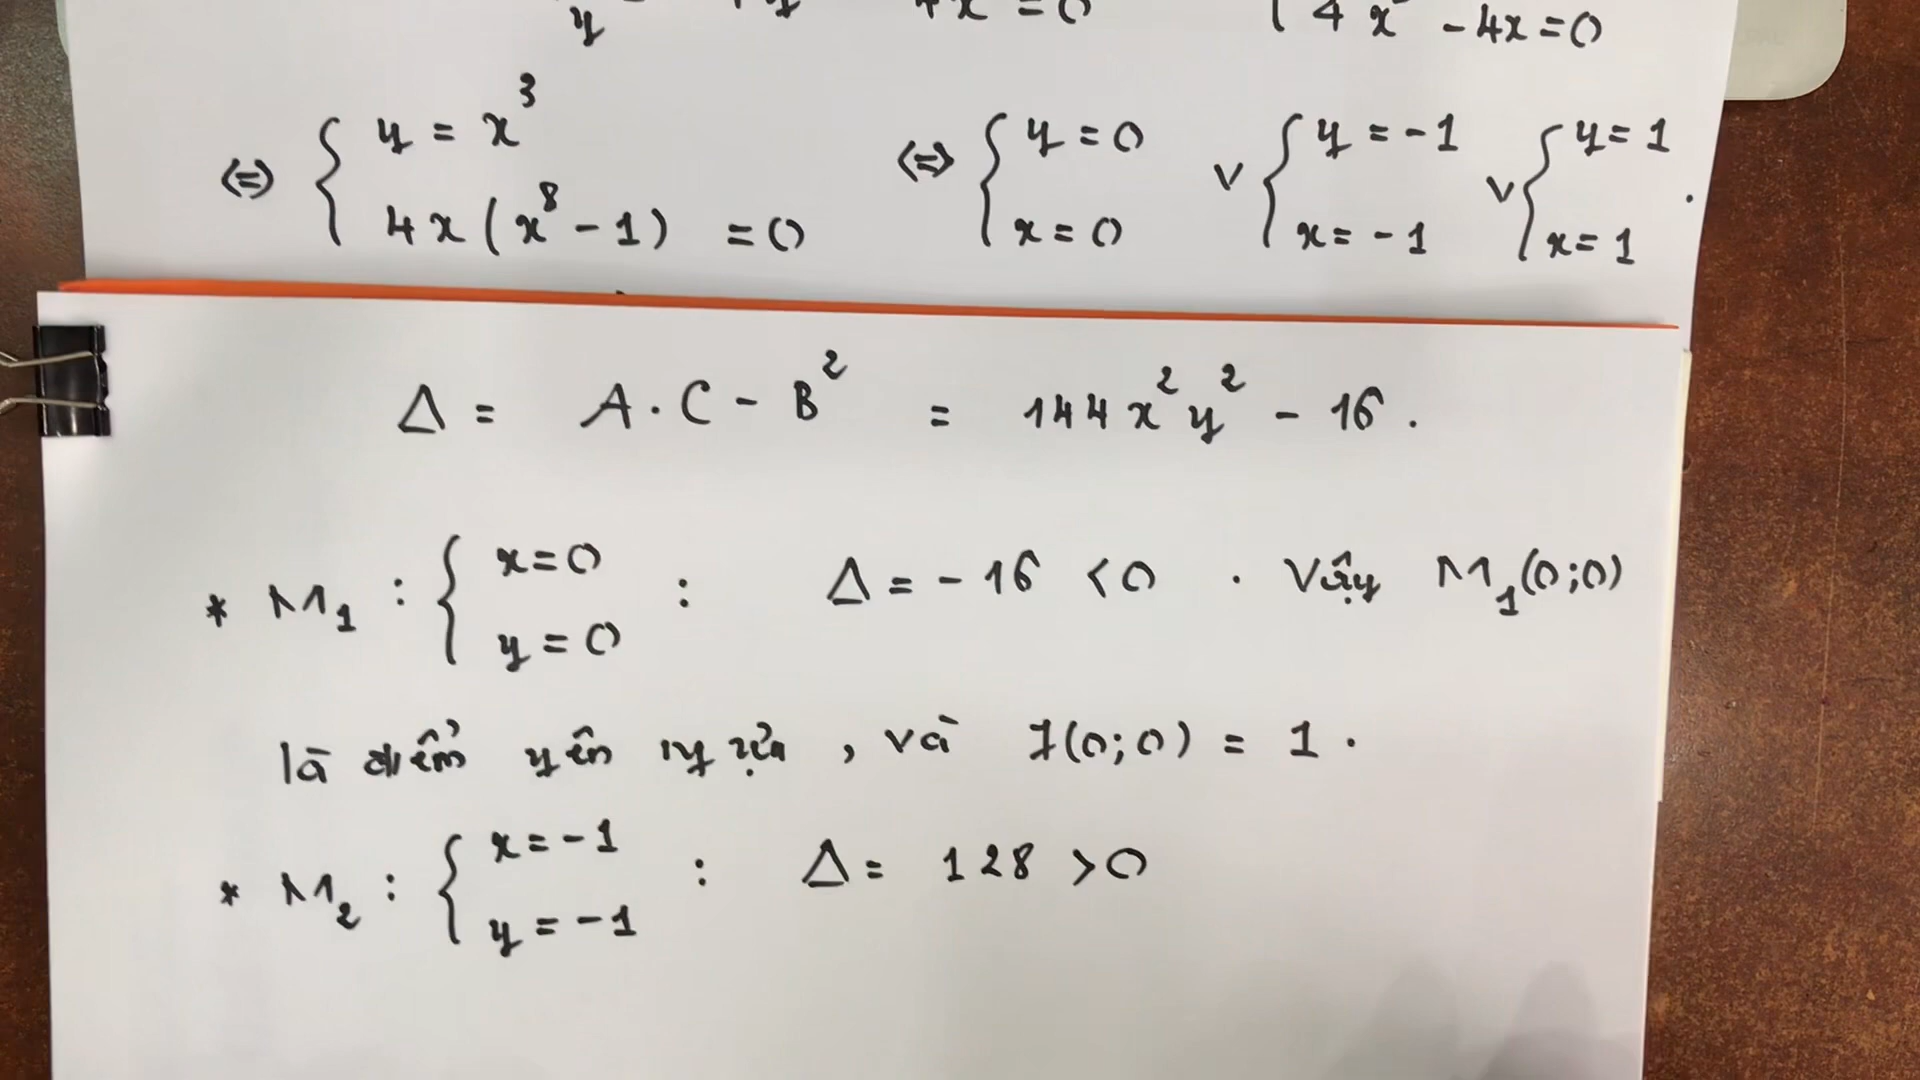 ⇔ { y = x³ ⇔ { y = 0 ∨ { y = -1 ∨ { y = 1
4x(x⁸ - 1) = 0 x = 0 x = -1 x = 1 .
Δ = A.C - B² = 144x²y² - 16 .
* M₁ : { x = 0 : Δ = -16 < 0 . Vậy M₁(0;0)
y = 0
là điểm yên ngựa , và f(0;0) = 1 .
* M₂ : { x = -1 : Δ = 128 > 0
y = -1